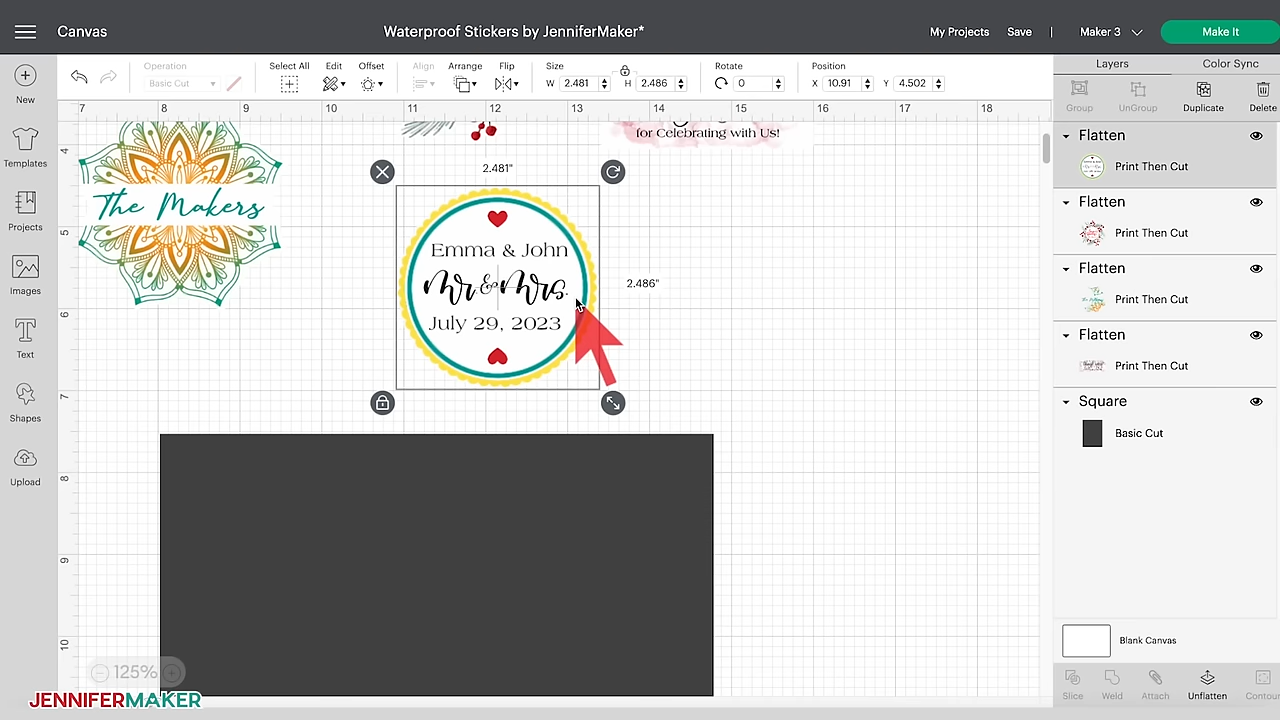 Canvas
Waterproof Stickers by JenniferMaker*
My Projects
Save
|
Maker 3
Make It
New
Templates
Projects
Images
Text
Shapes
Upload
Operation
Basic Cut
Select All
Edit
Offset
Align
Arrange
Flip
Size
W 2.481
H 2.486
Rotate
0
Position
X 10.91
Y 4.502
7 8 9 10 11 12 13 14 15 16 17 18
4
5
6
7
8
9
10
for Celebrating with Us!
The Makers
2.481"
2.486"
Emma & John
Mr & Mrs.
July 29, 2023
125%
JENNIFERMAKER
Layers
Color Sync
Group
UnGroup
Duplicate
Delete
Flatten
Print Then Cut
Flatten
Print Then Cut
Flatten
Print Then Cut
Flatten
Print Then Cut
Square
Basic Cut
Blank Canvas
Slice
Weld
Attach
Unflatten
Contou